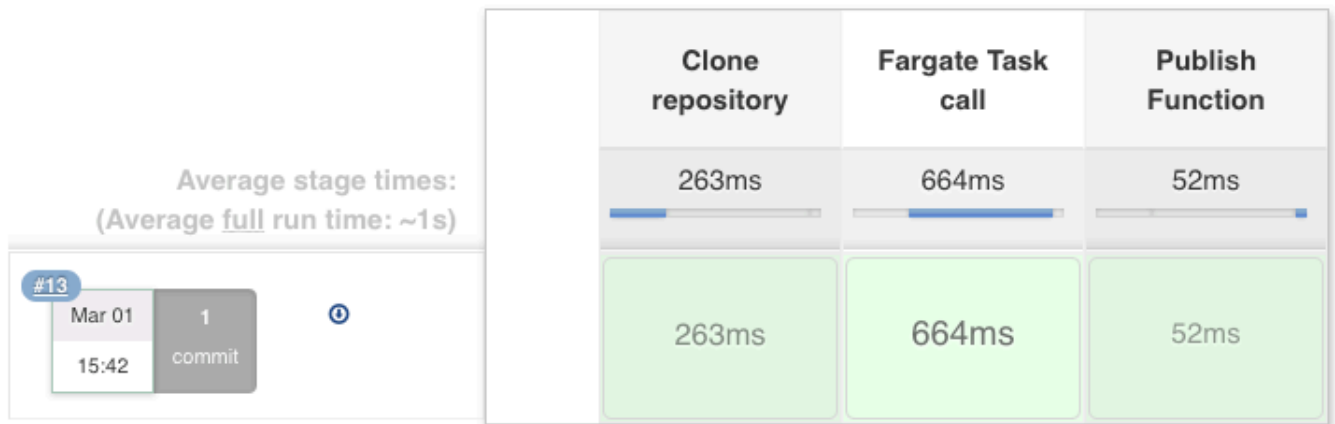 Clone
repository
Fargate Task
call
Publish
Function
Average stage times:
(Average full run time: ~1s)
263ms
664ms
52ms
#13
Mar 01
15:42
1
commit
263ms
664ms
52ms